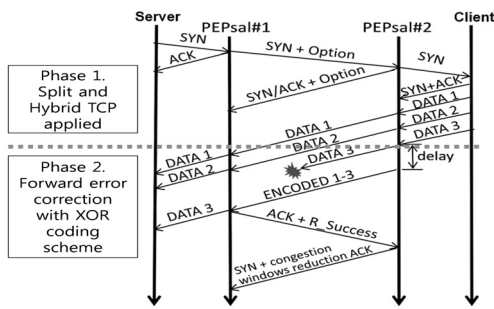 Server
PEPsal#1
PEPsal#2
Client
SYN
SYN + Option
SYN
ACK
SYN+ACK
SYN/ACK + Option
DATA 1
DATA 2
DATA 3
Phase 1.
Split and
Hybrid TCP
applied
DATA 1
DATA 2
DATA 3
DATA 1
DATA 2
delay
Phase 2.
Forward error
correction
with XOR
coding
scheme
ENCODED 1-3
DATA 3
ACK + R_Success
SYN + congestion
windows reduction ACK